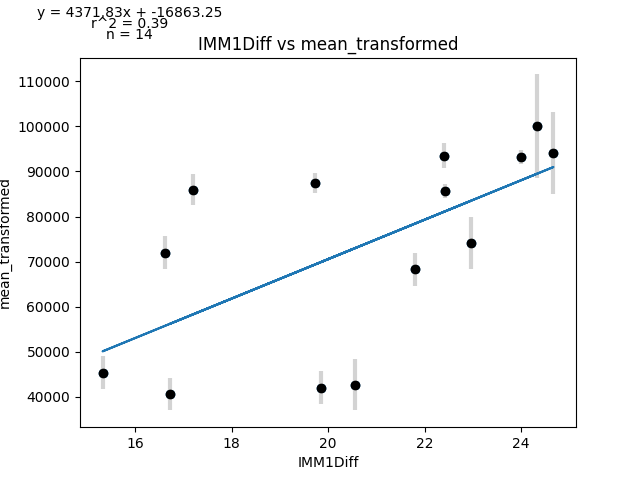 y = 4371.83x + -16863.25
r^2 = 0.39
n = 14
IMM1Diff vs mean_transformed
110000
100000
90000
80000
70000
60000
50000
40000
mean_transformed
16 18 20 22 24
IMM1Diff